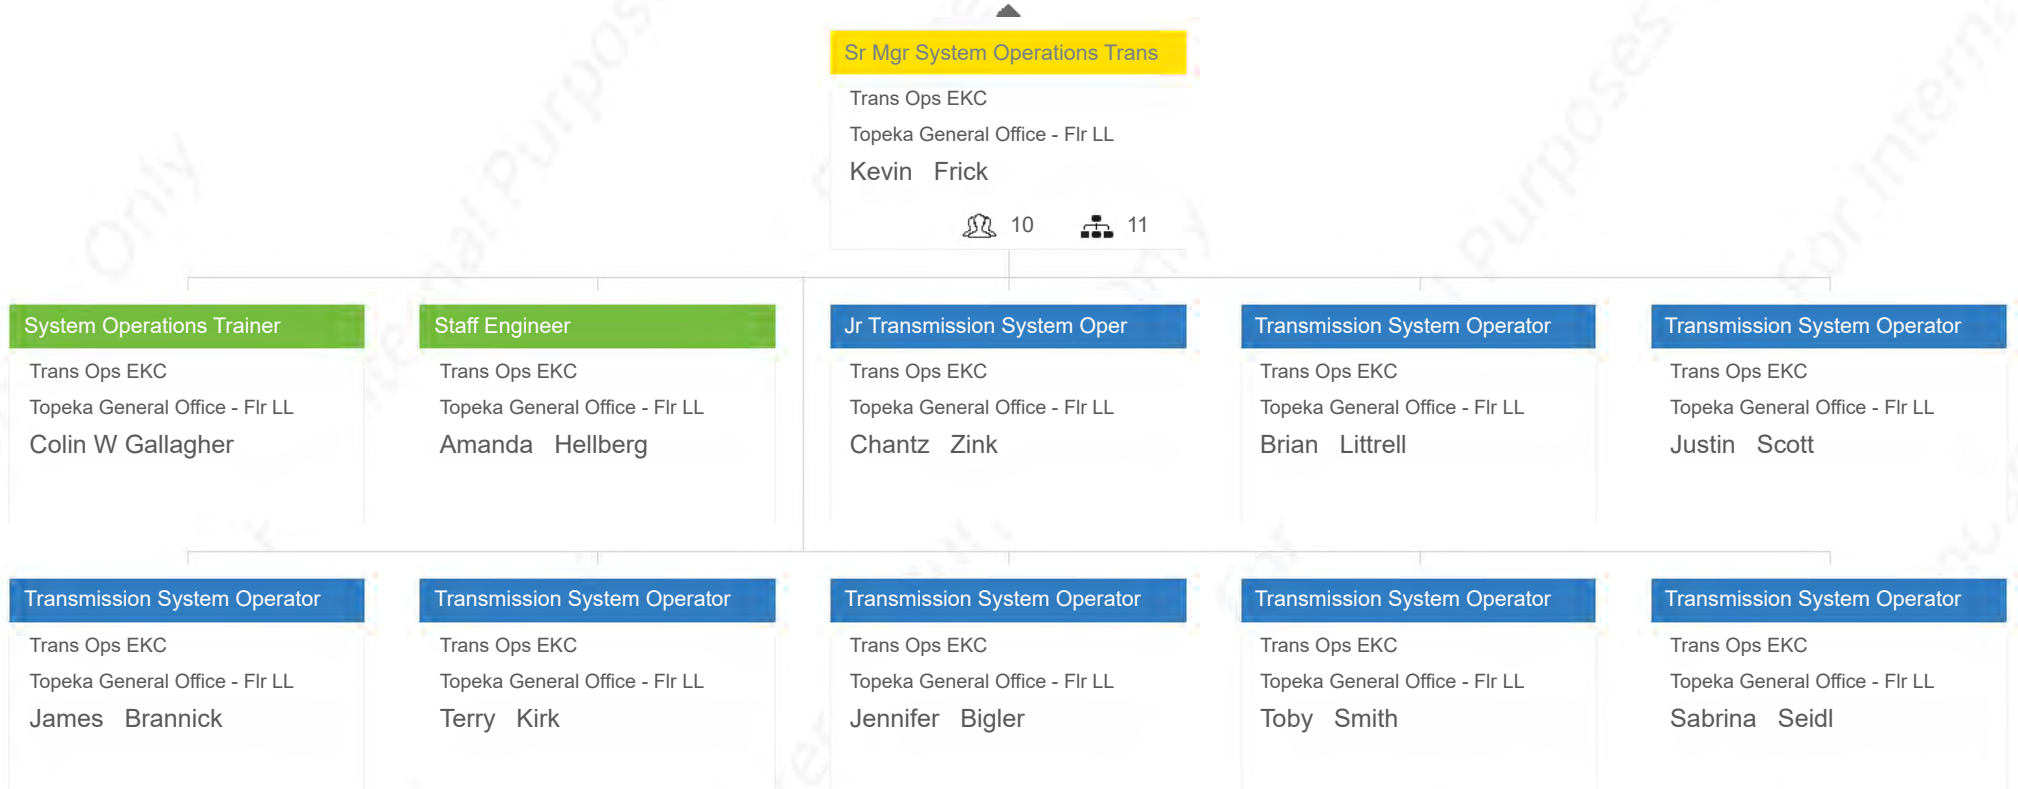 Sr Mgr System Operations Trans
Trans Ops EKC
Topeka General Office - Flr LL
Kevin Frick
10 11
System Operations Trainer
Trans Ops EKC
Topeka General Office - Flr LL
Colin W Gallagher
Staff Engineer
Trans Ops EKC
Topeka General Office - Flr LL
Amanda Hellberg
Jr Transmission System Oper
Trans Ops EKC
Topeka General Office - Flr LL
Chantz Zink
Transmission System Operator
Trans Ops EKC
Topeka General Office - Flr LL
Brian Littrell
Transmission System Operator
Trans Ops EKC
Topeka General Office - Flr LL
Justin Scott
Transmission System Operator
Trans Ops EKC
Topeka General Office - Flr LL
James Brannick
Transmission System Operator
Trans Ops EKC
Topeka General Office - Flr LL
Terry Kirk
Transmission System Operator
Trans Ops EKC
Topeka General Office - Flr LL
Jennifer Bigler
Transmission System Operator
Trans Ops EKC
Topeka General Office - Flr LL
Toby Smith
Transmission System Operator
Trans Ops EKC
Topeka General Office - Flr LL
Sabrina Seidl